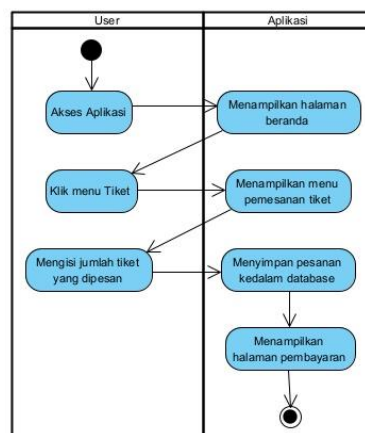 User
Aplikasi
Akses Aplikasi
Menampilkan halaman
beranda
Klik menu Tiket
Menampilkan menu
pemesanan tiket
Mengisi jumlah tiket
yang dipesan
Menyimpan pesanan
kedalam database
Menampilkan
halaman pembayaran